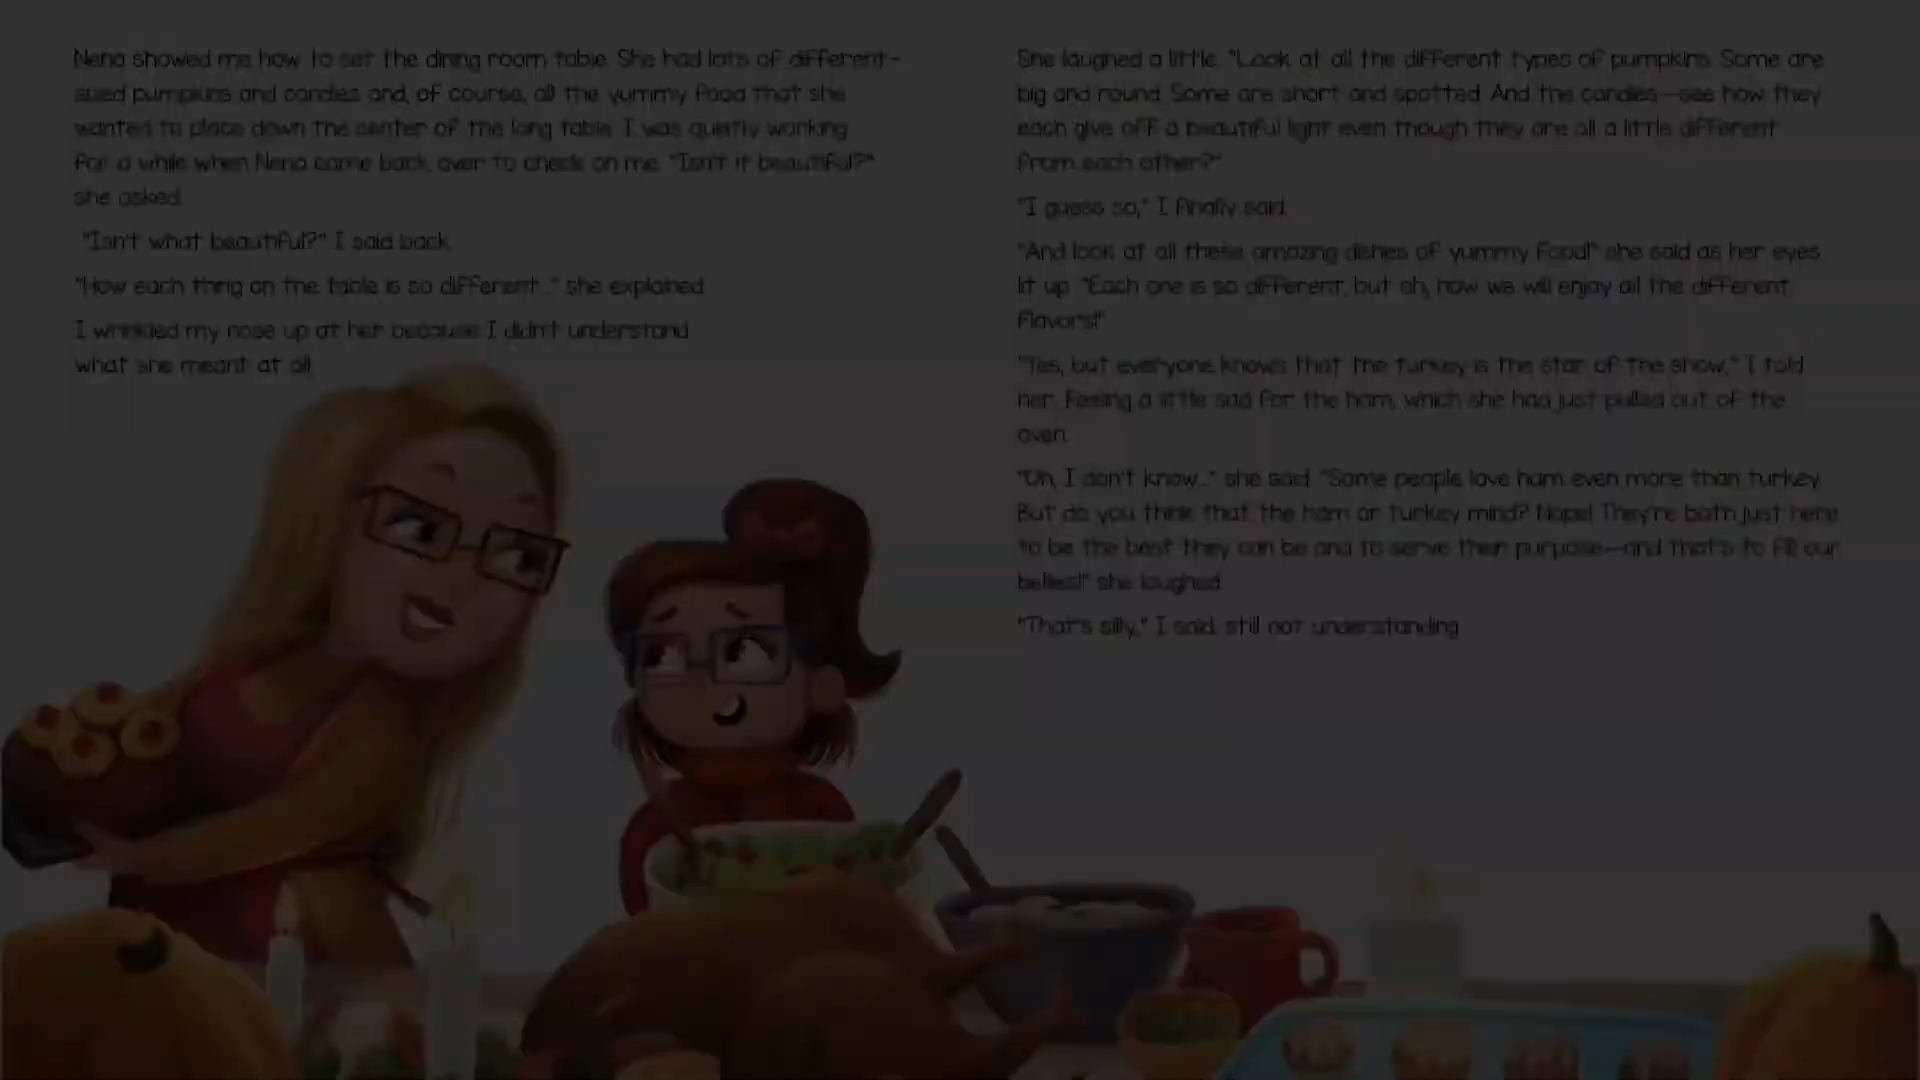 Nena showed me how to set the dining room table. She had lots of different-
sized pumpkins and candles and, of course, all the yummy food that she
wanted to place down the center of the long table. I was quietly working
for a while when Nena came back over to check on me. "Isn't it beautiful?"
she asked.
"Isn't what beautiful?" I said back.
"How each thing on the table is so different..." she explained.
I wrinkled my nose up at her because I didn't understand
what she meant at all.
She laughed a little. "Look at all the different types of pumpkins. Some are
big and round. Some are short and spotted. And the candles—see how they
each give off a beautiful light even though they are all a little different
from each other?"
"I guess so," I finally said.
"And look at all these amazing dishes of yummy food!" she said as her eyes
lit up. "Each one is so different, but oh, how we will enjoy all the different
flavors!"
"Yes, but everyone knows that the turkey is the star of the show," I told
her. Feeling a little sad for the ham, which she had just pulled out of the
oven.
"Oh, I don't know..." she said. "Some people love ham even more than turkey.
But do you think that the ham or turkey mind? Nope! They're both just here
to be the best they can be and to serve their purpose—and that's to fill our
bellies!" she laughed.
"That's silly," I said, still not understanding.